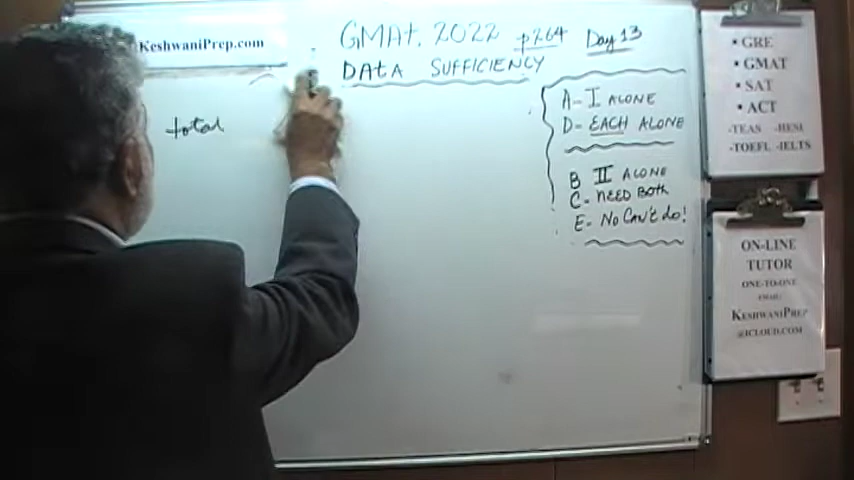 KeshwaniPrep.com
GMAt. 2022 p264 Day 13
DAtA SUFFICIENCY
total
A- I ALONE
D= EACH ALONE
B II ALONE
C- NEED Both
E= No Can't do!
• GRE
• GMAT
• SAT
• ACT
-TEAS -HESI
-TOEFL -IELTS
ON-LINE
TUTOR
ONE-TO-ONE
EMAIL:
KESHWANIPREP
@ICLOUD.COM